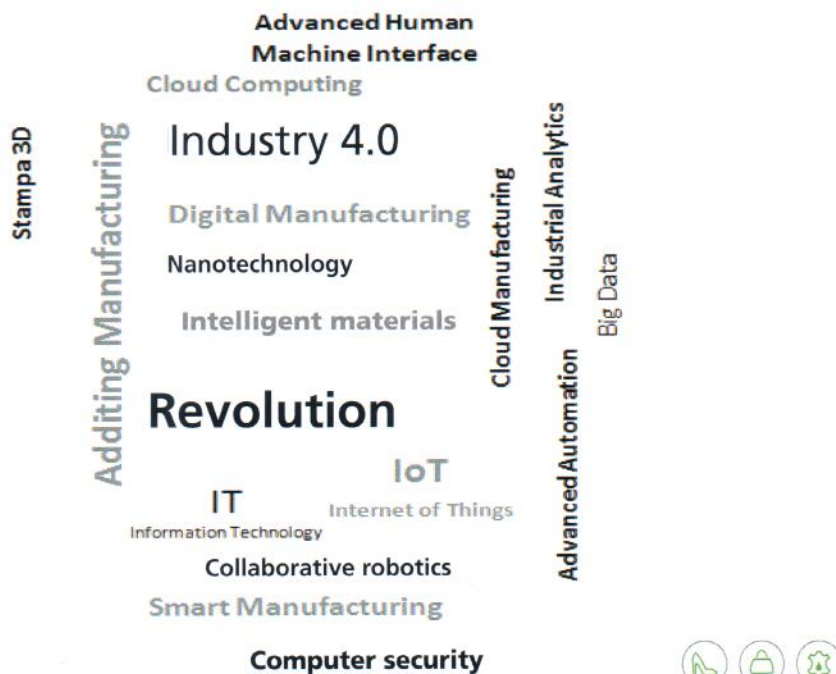 Advanced Human
Machine Interface
Cloud Computing
Industry 4.0
Digital Manufacturing
Nanotechnology
Intelligent materials
Revolution
IoT
Internet of Things
IT
Information Technology
Collaborative robotics
Smart Manufacturing
Computer security
Stampa 3D
Additing Manufacturing
Cloud Manufacturing
Industrial Analytics
Advanced Automation
Big Data